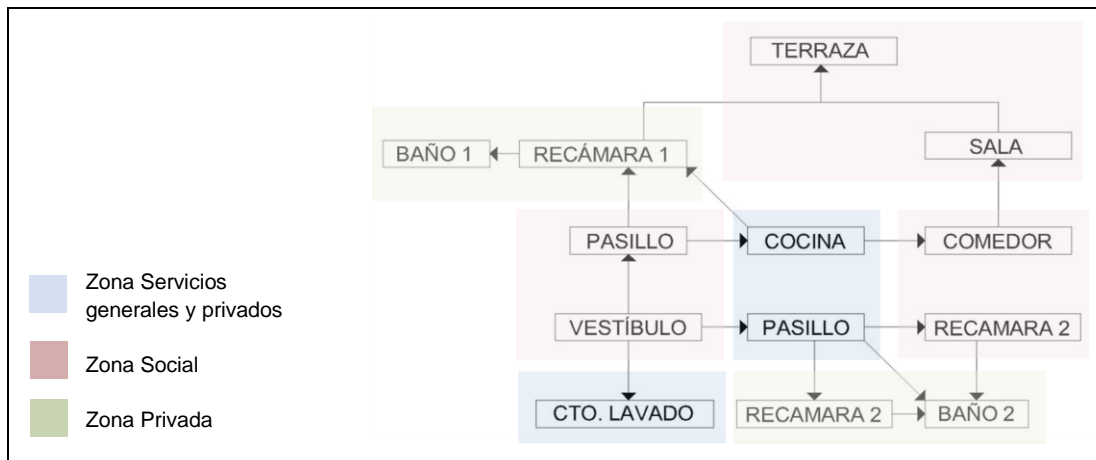 TERRAZA
SALA
BAÑO 1
RECÁMARA 1
PASILLO
COCINA
COMEDOR
VESTÍBULO
PASILLO
RECAMARA 2
CTO. LAVADO
RECAMARA 2
BAÑO 2
Zona Servicios
generales y privados
Zona Social
Zona Privada